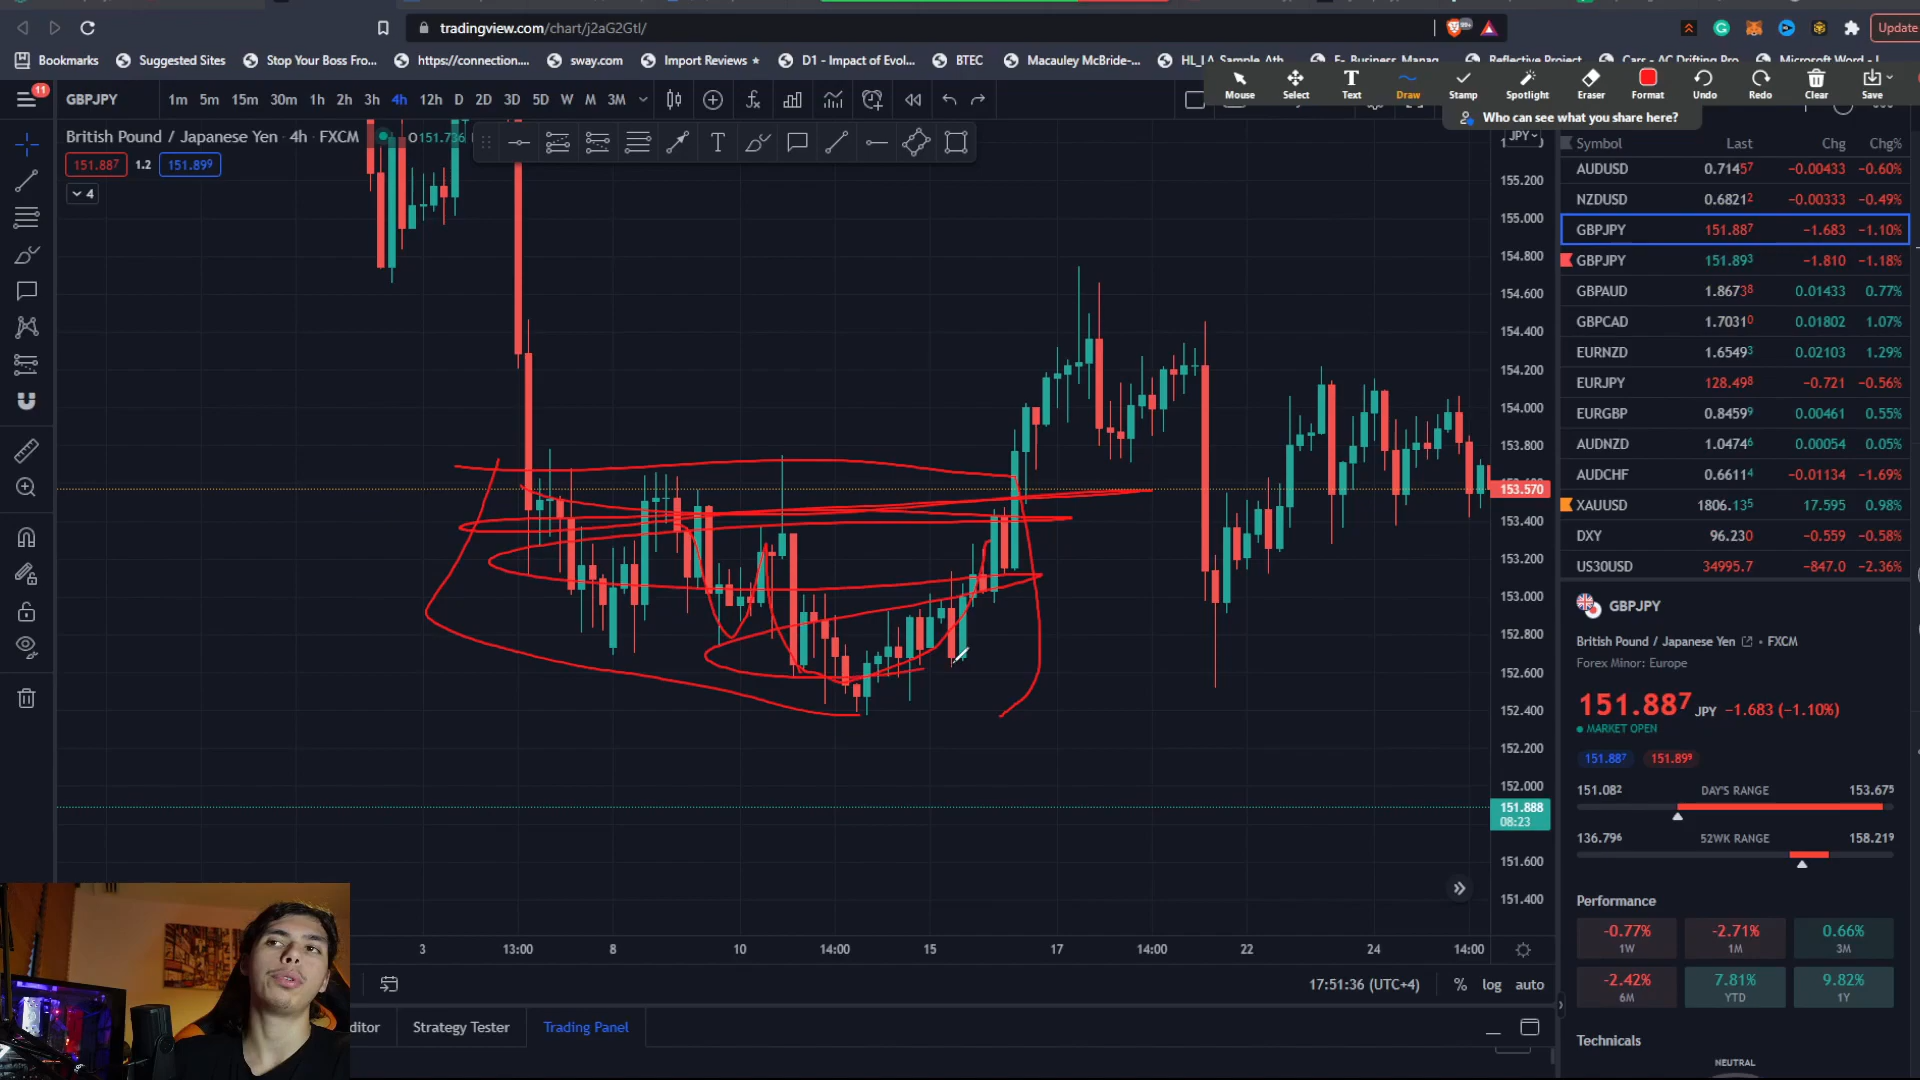 tradingview.com/chart/j2aG2GtI/
Update
Bookmarks Suggested Sites Stop Your Boss Fro... https://connection.... sway.com Import Reviews D1 - Impact of Evol... BTEC Macauley McBride-...
Mouse Select Text Draw Stamp Spotlight Eraser Format Undo Redo Clear Save
Who can see what you share here?
11
GBPJPY 1m 5m 15m 30m 1h 2h 3h 4h 12h D 2D 3D 5D W M 3M
British Pound / Japanese Yen · 4h · FXCM O151.736
151.887 1.2 151.899
4
JPY
155.200
155.000
154.800
154.600
154.400
154.200
154.000
153.800
153.570
153.400
153.200
153.000
152.800
152.600
152.400
152.200
152.000
151.888
08:23
151.600
151.400
3 13:00 8 10 14:00 15 17 14:00 22 24 14:00
17:51:36 (UTC+4) % log auto
Strategy Tester Trading Panel
Symbol Last Chg Chg%
AUDUSD 0.71457 −0.00433 −0.60%
NZDUSD 0.68212 −0.00333 −0.49%
GBPJPY 151.887 −1.683 −1.10%
GBPJPY 151.893 −1.810 −1.18%
GBPAUD 1.86738 0.01433 0.77%
GBPCAD 1.70310 0.01802 1.07%
EURNZD 1.65493 0.02103 1.29%
EURJPY 128.498 −0.721 −0.56%
EURGBP 0.84599 0.00461 0.55%
AUDNZD 1.04746 0.00054 0.05%
AUDCHF 0.66114 −0.01134 −1.69%
XAUUSD 1806.135 17.595 0.98%
DXY 96.230 −0.559 −0.58%
US30USD 34995.7 −847.0 −2.36%
GBPJPY
British Pound / Japanese Yen • FXCM
Forex Minor: Europe
151.887 JPY −1.683 (−1.10%)
MARKET OPEN
151.887 151.899
151.082 DAY'S RANGE 153.675
136.796 52WK RANGE 158.219
Performance
−0.77% −2.71% 0.66%
1W 1M 3M
−2.42% 7.81% 9.82%
6M YTD 1Y
Technicals
NEUTRAL